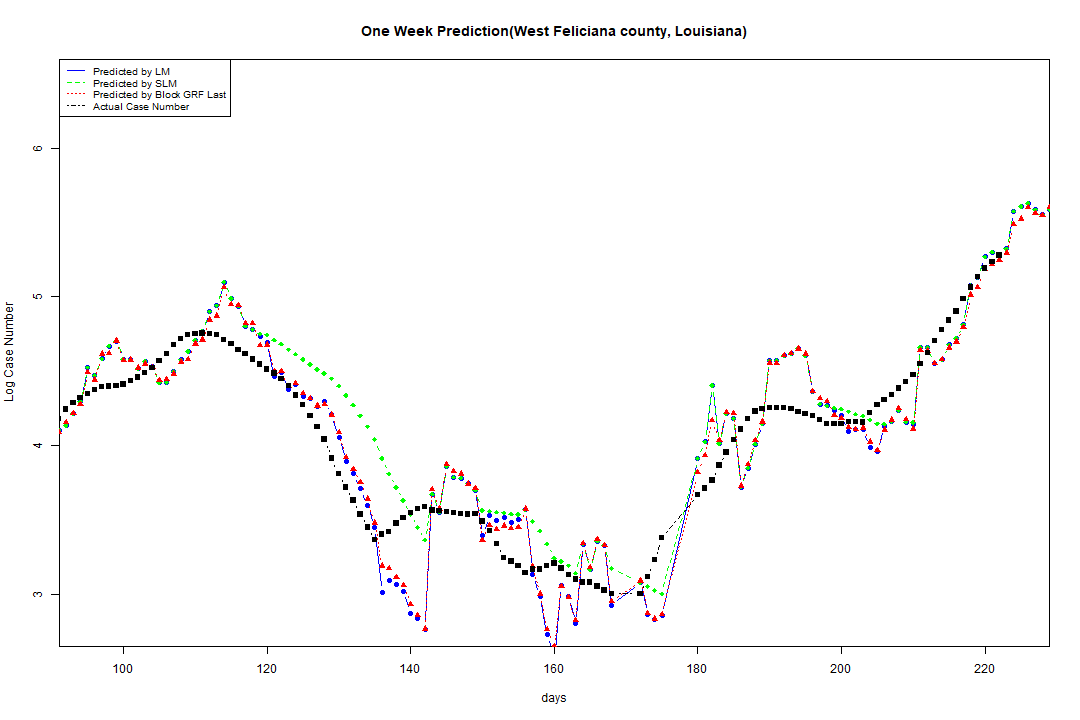 One Week Prediction(West Feliciana county, Louisiana)
Predicted by LM
Predicted by SLM
Predicted by Block GRF Last
Actual Case Number
6
5
4
3
Log Case Number
100 120 140 160 180 200 220
days